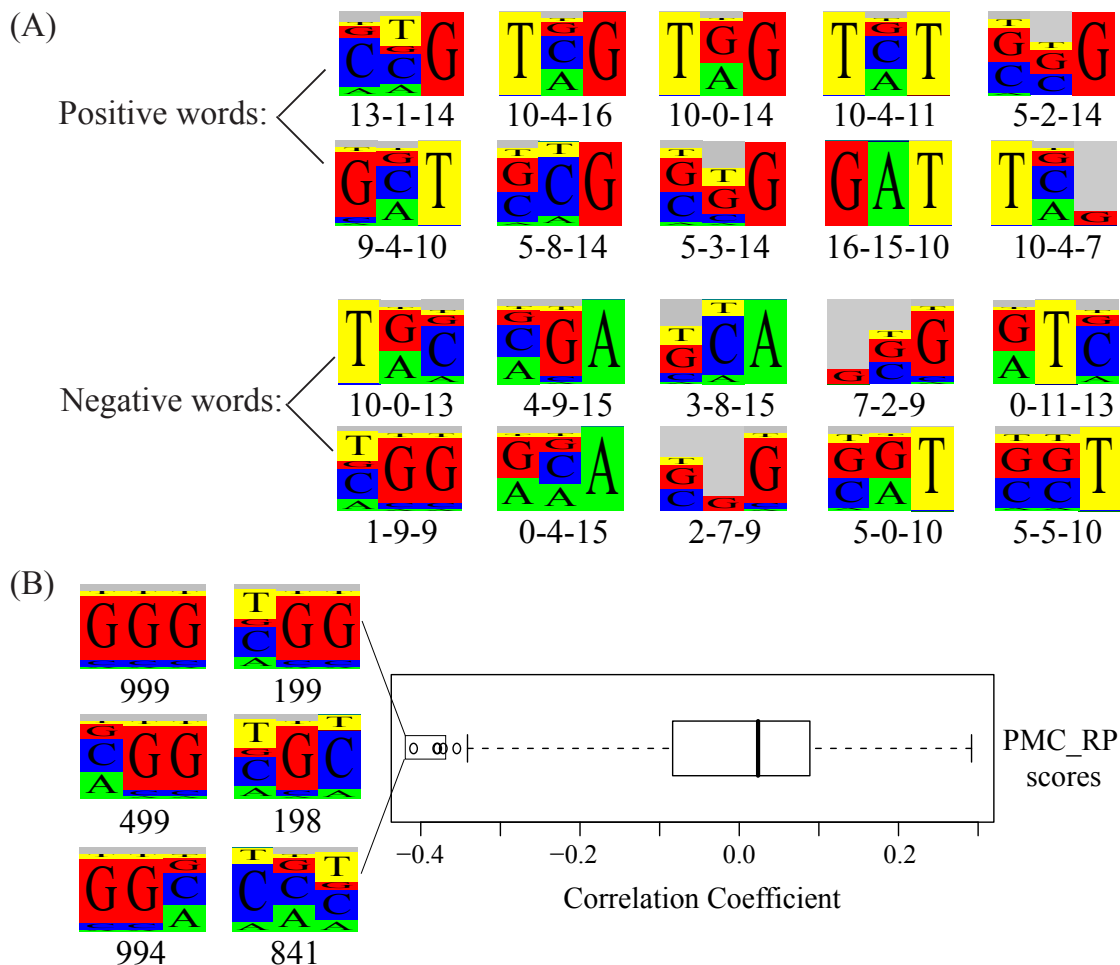 (A)
Positive words:
13-1-14 10-4-16 10-0-14 10-4-11 5-2-14
9-4-10 5-8-14 5-3-14 16-15-10 10-4-7
Negative words:
10-0-13 4-9-15 3-8-15 7-2-9 0-11-13
1-9-9 0-4-15 2-7-9 5-0-10 5-5-10
(B)
999 199
499 198
994 841
PMC_RP
scores
−0.4 −0.2 0.0 0.2
Correlation Coefficient